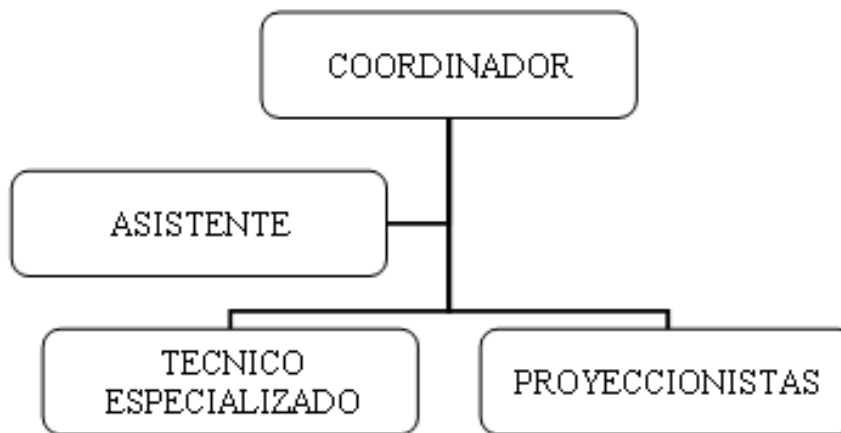 COORDINADOR
ASISTENTE
TECNICO
ESPECIALIZADO
PROYECCIONISTAS